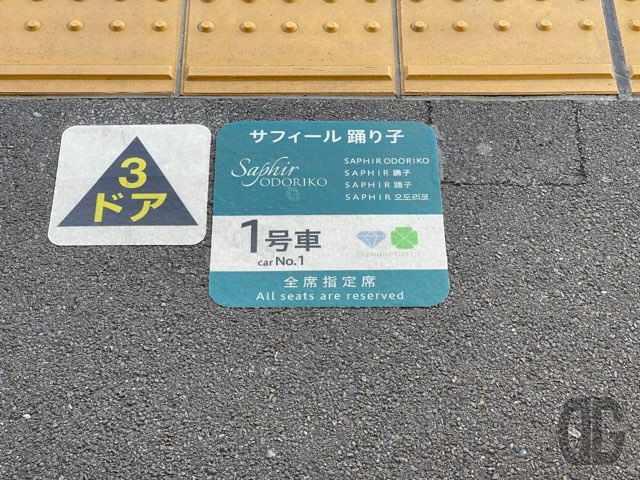 3
ドア
サフィール 踊り子
Saphir
ODORIKO
SAPHIR ODORIKO
SAPHIR 踊子
SAPHIR 踊子
SAPHIR 오도리코
1号車
car No.1
PREMIUM GREEN
全席指定席
All seats are reserved